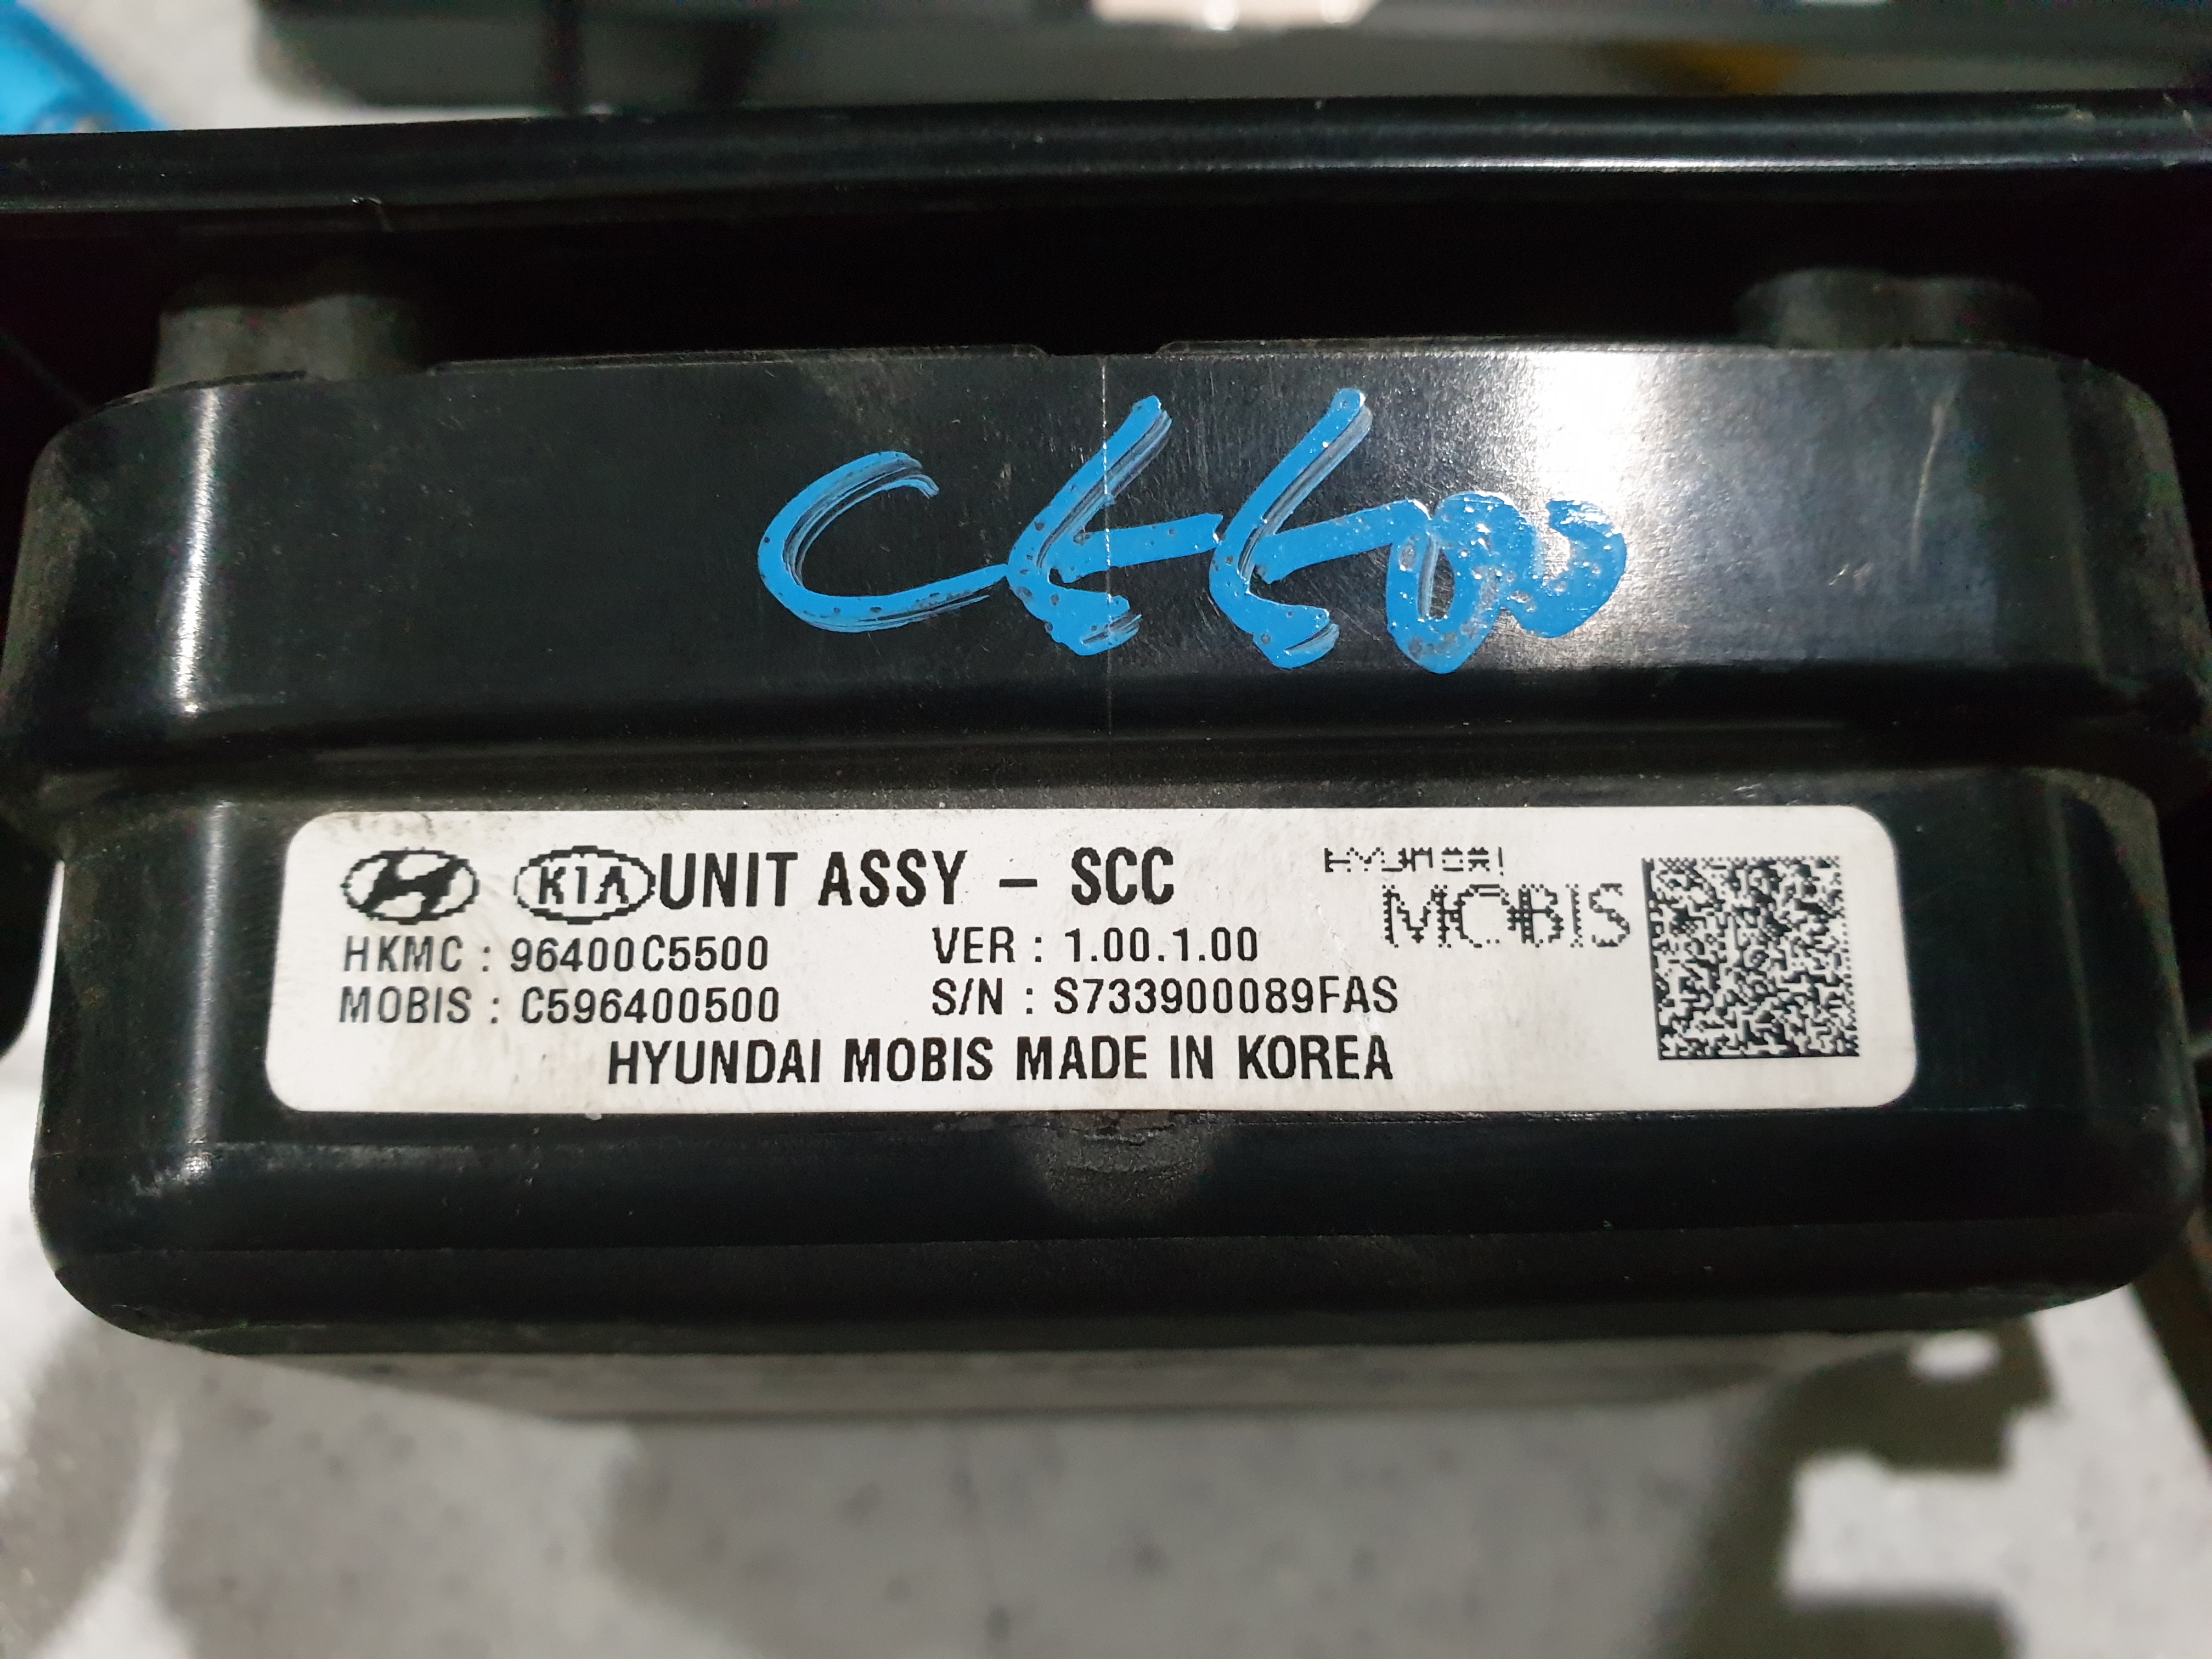 C5500
KIA UNIT ASSY - SCC
HYUNDAI
MOBIS
HKMC : 96400C5500 VER : 1.00.1.00
MOBIS : C596400500 S/N : S733900089FAS
HYUNDAI MOBIS MADE IN KOREA